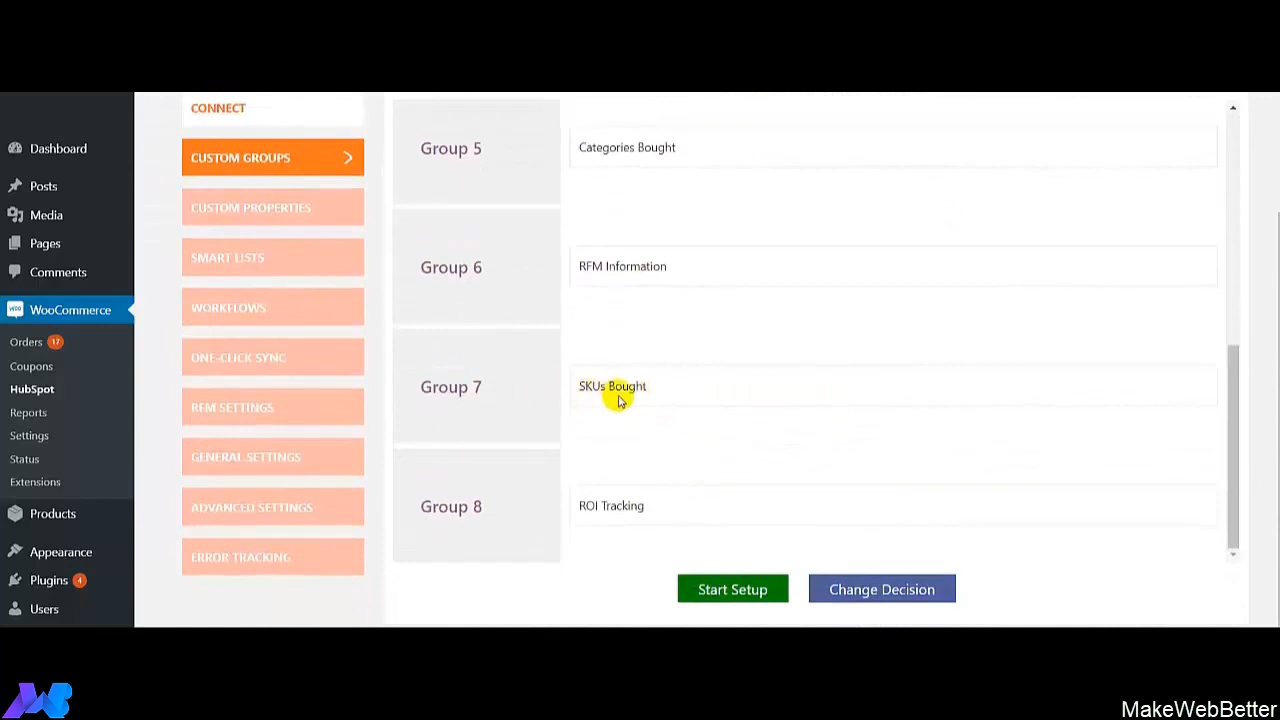 Dashboard
Posts
Media
Pages
Comments
WooCommerce
Orders 17
Coupons
HubSpot
Reports
Settings
Status
Extensions
Products
Appearance
Plugins 4
Users
CONNECT
CUSTOM GROUPS
CUSTOM PROPERTIES
SMART LISTS
WORKFLOWS
ONE-CLICK SYNC
RFM SETTINGS
GENERAL SETTINGS
ADVANCED SETTINGS
ERROR TRACKING
Group 5 Categories Bought
Group 6 RFM Information
Group 7 SKUs Bought
Group 8 ROI Tracking
Start Setup Change Decision
MakeWebBetter